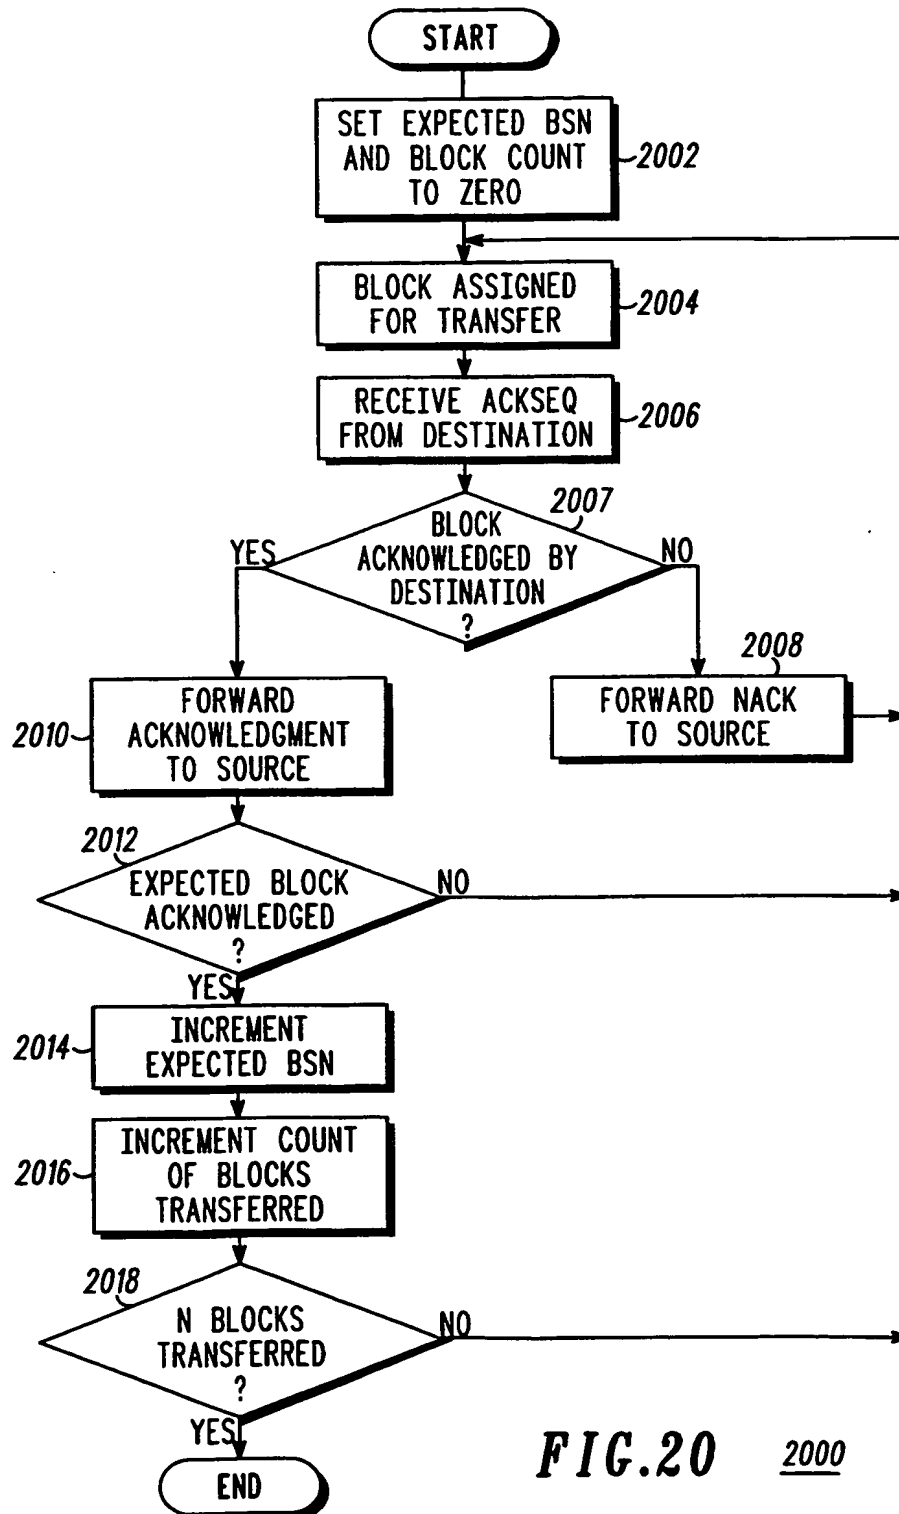 START
SET EXPECTED BSN
AND BLOCK COUNT
TO ZERO
2002
BLOCK ASSIGNED
FOR TRANSFER
2004
RECEIVE ACKSEQ
FROM DESTINATION
2006
2007
BLOCK
ACKNOWLEDGED BY
DESTINATION
?
YES
NO
2008
FORWARD NACK
TO SOURCE
2010
FORWARD
ACKNOWLEDGMENT
TO SOURCE
2012
EXPECTED BLOCK
ACKNOWLEDGED
?
NO
YES
2014
INCREMENT
EXPECTED BSN
2016
INCREMENT COUNT
OF BLOCKS
TRANSFERRED
2018
N BLOCKS
TRANSFERRED
?
NO
YES
END
FIG.20 2000